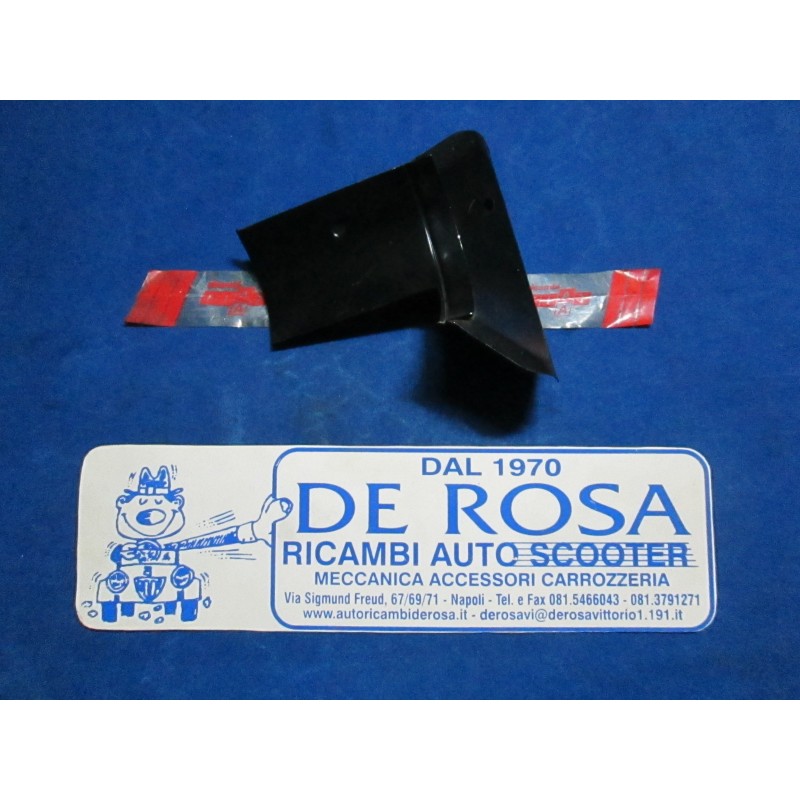 DAL 1970
DE ROSA
RICAMBI AUTO SCOOTER
MECCANICA ACCESSORI CARROZZERIA
Via Sigmund Freud, 67/69/71 - Napoli - Tel. e Fax 081.5466043 - 081.3791271
www.autoricambiderosa.it - derosavi@derosavittorio1.191.it